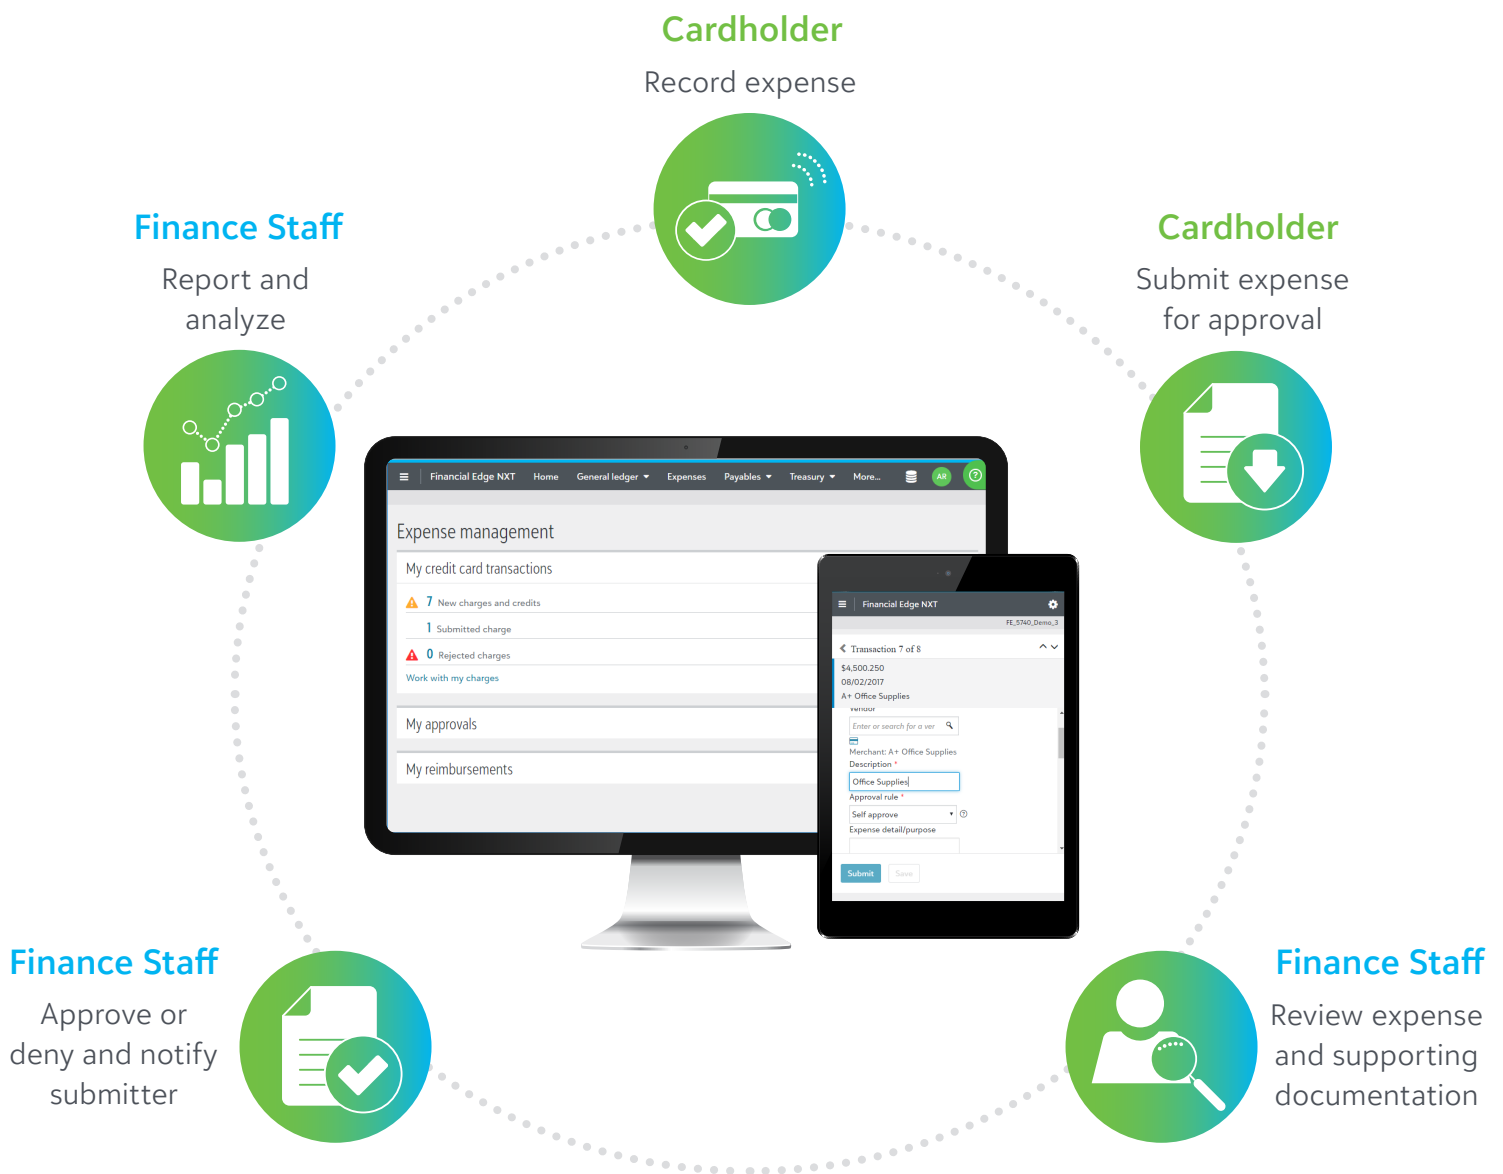 Cardholder
Record expense
Finance Staff
Report and
analyze
Cardholder
Submit expense
for approval
Financial Edge NXT Home General ledger Expenses Payables Treasury More... AR ?
Expense management
My credit card transactions
7 New charges and credits
1 Submitted charge
0 Rejected charges
Work with my charges
My approvals
My reimbursements
Financial Edge NXT
FE_5740_Demo_3
Transaction 7 of 8
$4,500.250
08/02/2017
A+ Office Supplies
Vendor
Enter or search for a ver
Merchant: A+ Office Supplies
Description *
Office Supplies
Approval rule *
Self approve ?
Expense detail/purpose
Submit Save
Finance Staff
Approve or
deny and notify
submitter
Finance Staff
Review expense
and supporting
documentation